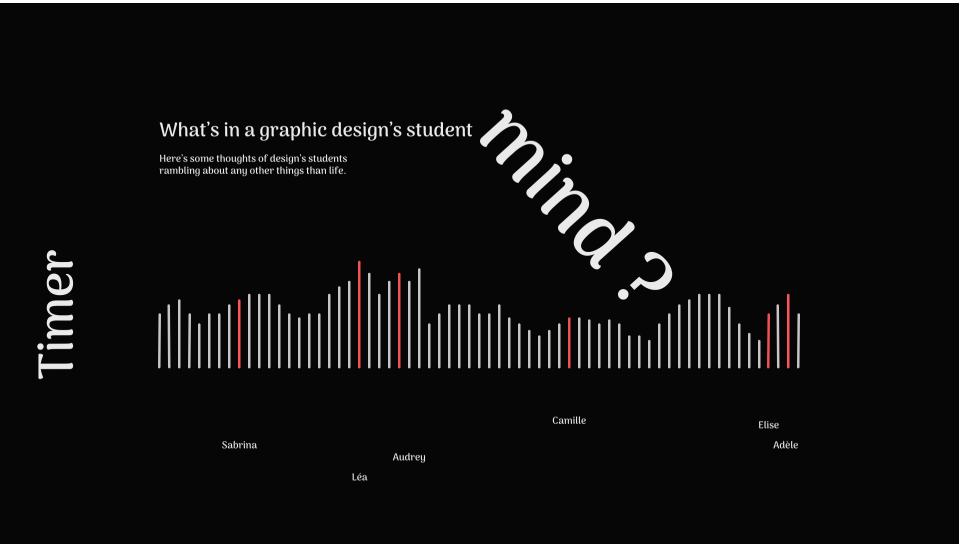 What's in a graphic design's student
mind ?
Here's some thoughts of design's students
rambling about any other things than life.
Timer
Camille
Elise
Sabrina
Adèle
Audrey
Léa